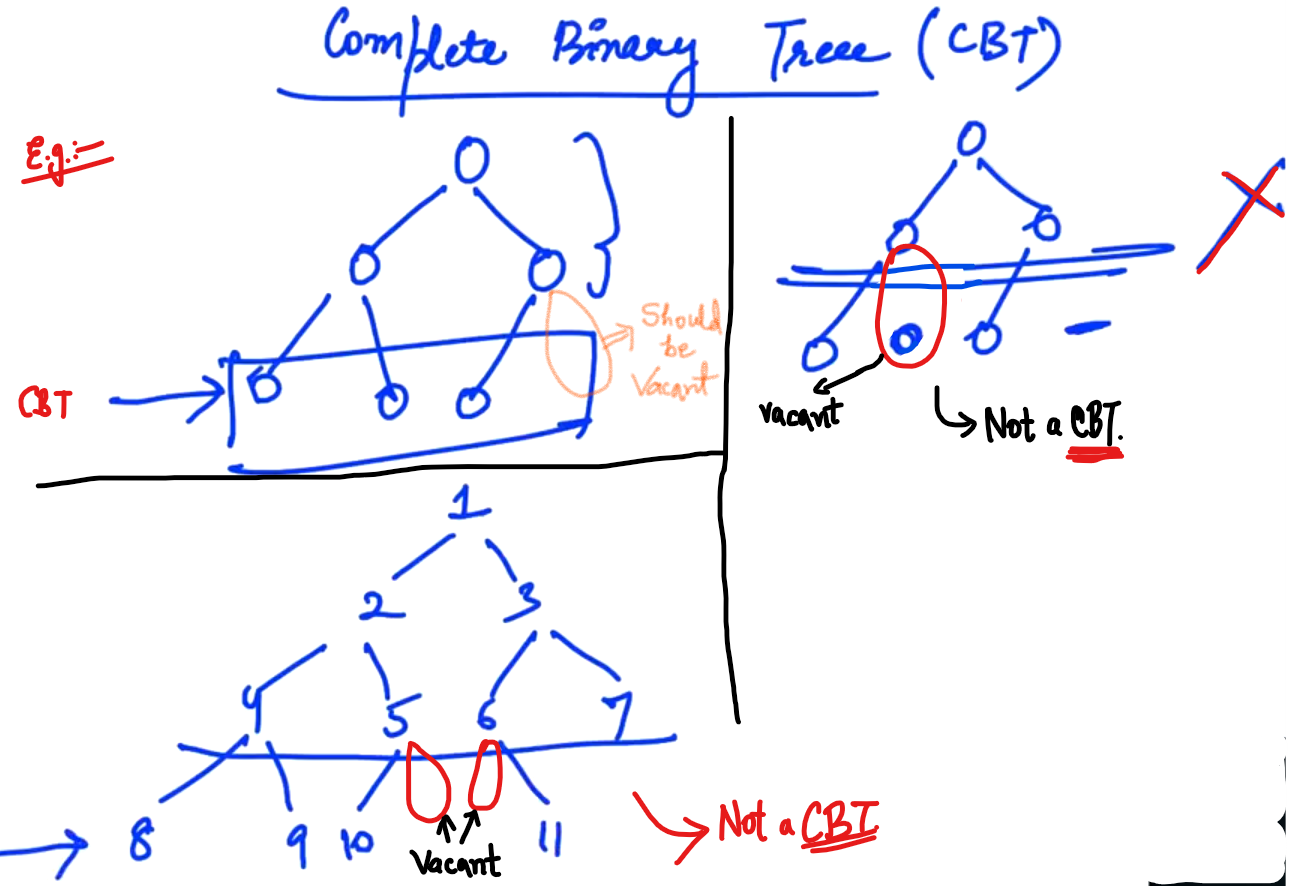 Complete Binary Treee (CBT)
E.g.:-
Should
be
Vacant
CBT
vacant
Not a CBT.
1
2 3
4 5 6 7
8 9 10 11
Vacant
Not a CBT